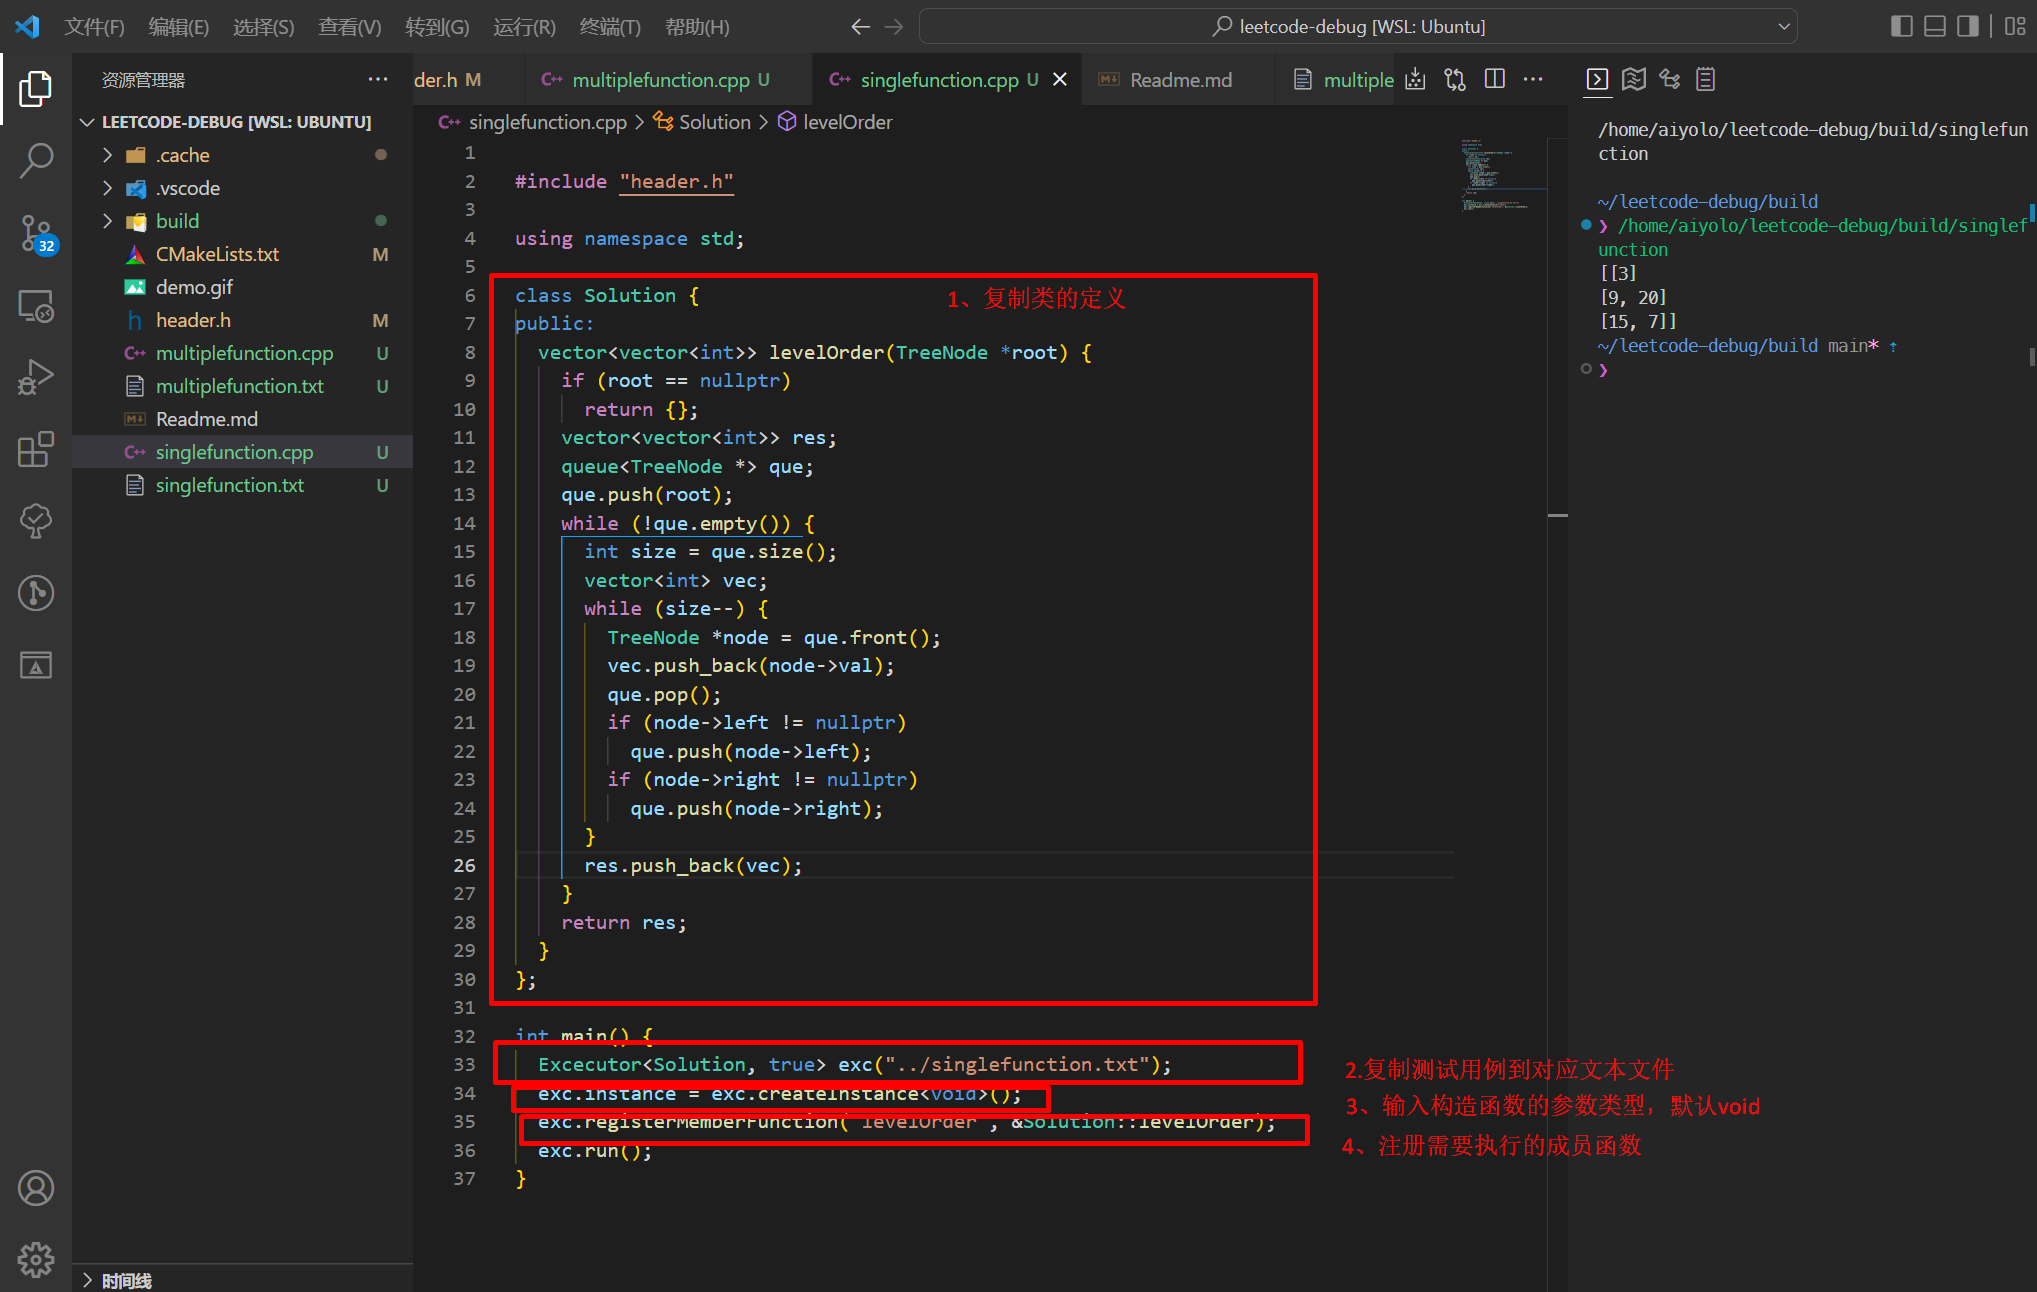 文件(F) 编辑(E) 选择(S) 查看(V) 转到(G) 运行(R) 终端(T) 帮助(H) leetcode-debug [WSL: Ubuntu]
资源管理器
LEETCODE-DEBUG [WSL: UBUNTU]
.cache
.vscode
build
CMakeLists.txt M
demo.gif
header.h M
multiplefunction.cpp U
multiplefunction.txt U
Readme.md
singlefunction.cpp U
singlefunction.txt U
32
时间线
der.h M multiplefunction.cpp U singlefunction.cpp U Readme.md multiple
singlefunction.cpp > Solution > levelOrder
1
2 #include "header.h"
3
4 using namespace std;
5
6 class Solution {
7 public:
8 vector<vector<int>> levelOrder(TreeNode *root) {
9 if (root == nullptr)
10 return {};
11 vector<vector<int>> res;
12 queue<TreeNode *> que;
13 que.push(root);
14 while (!que.empty()) {
15 int size = que.size();
16 vector<int> vec;
17 while (size--) {
18 TreeNode *node = que.front();
19 vec.push_back(node->val);
20 que.pop();
21 if (node->left != nullptr)
22 que.push(node->left);
23 if (node->right != nullptr)
24 que.push(node->right);
25 }
26 res.push_back(vec);
27 }
28 return res;
29 }
30 };
31
32 int main() {
33 Excecutor<Solution, true> exc("../singlefunction.txt");
34 exc.instance = exc.createInstance<void>();
35 exc.registerMemberFunction("levelOrder", &Solution::levelOrder);
36 exc.run();
37 }
1、复制类的定义
2.复制测试用例到对应文本文件
3、输入构造函数的参数类型，默认void
4、注册需要执行的成员函数
/home/aiyolo/leetcode-debug/build/singlefun
ction
~/leetcode-debug/build
❯ /home/aiyolo/leetcode-debug/build/singlef
unction
[[3]
[9, 20]
[15, 7]]
~/leetcode-debug/build main* ⇡
❯